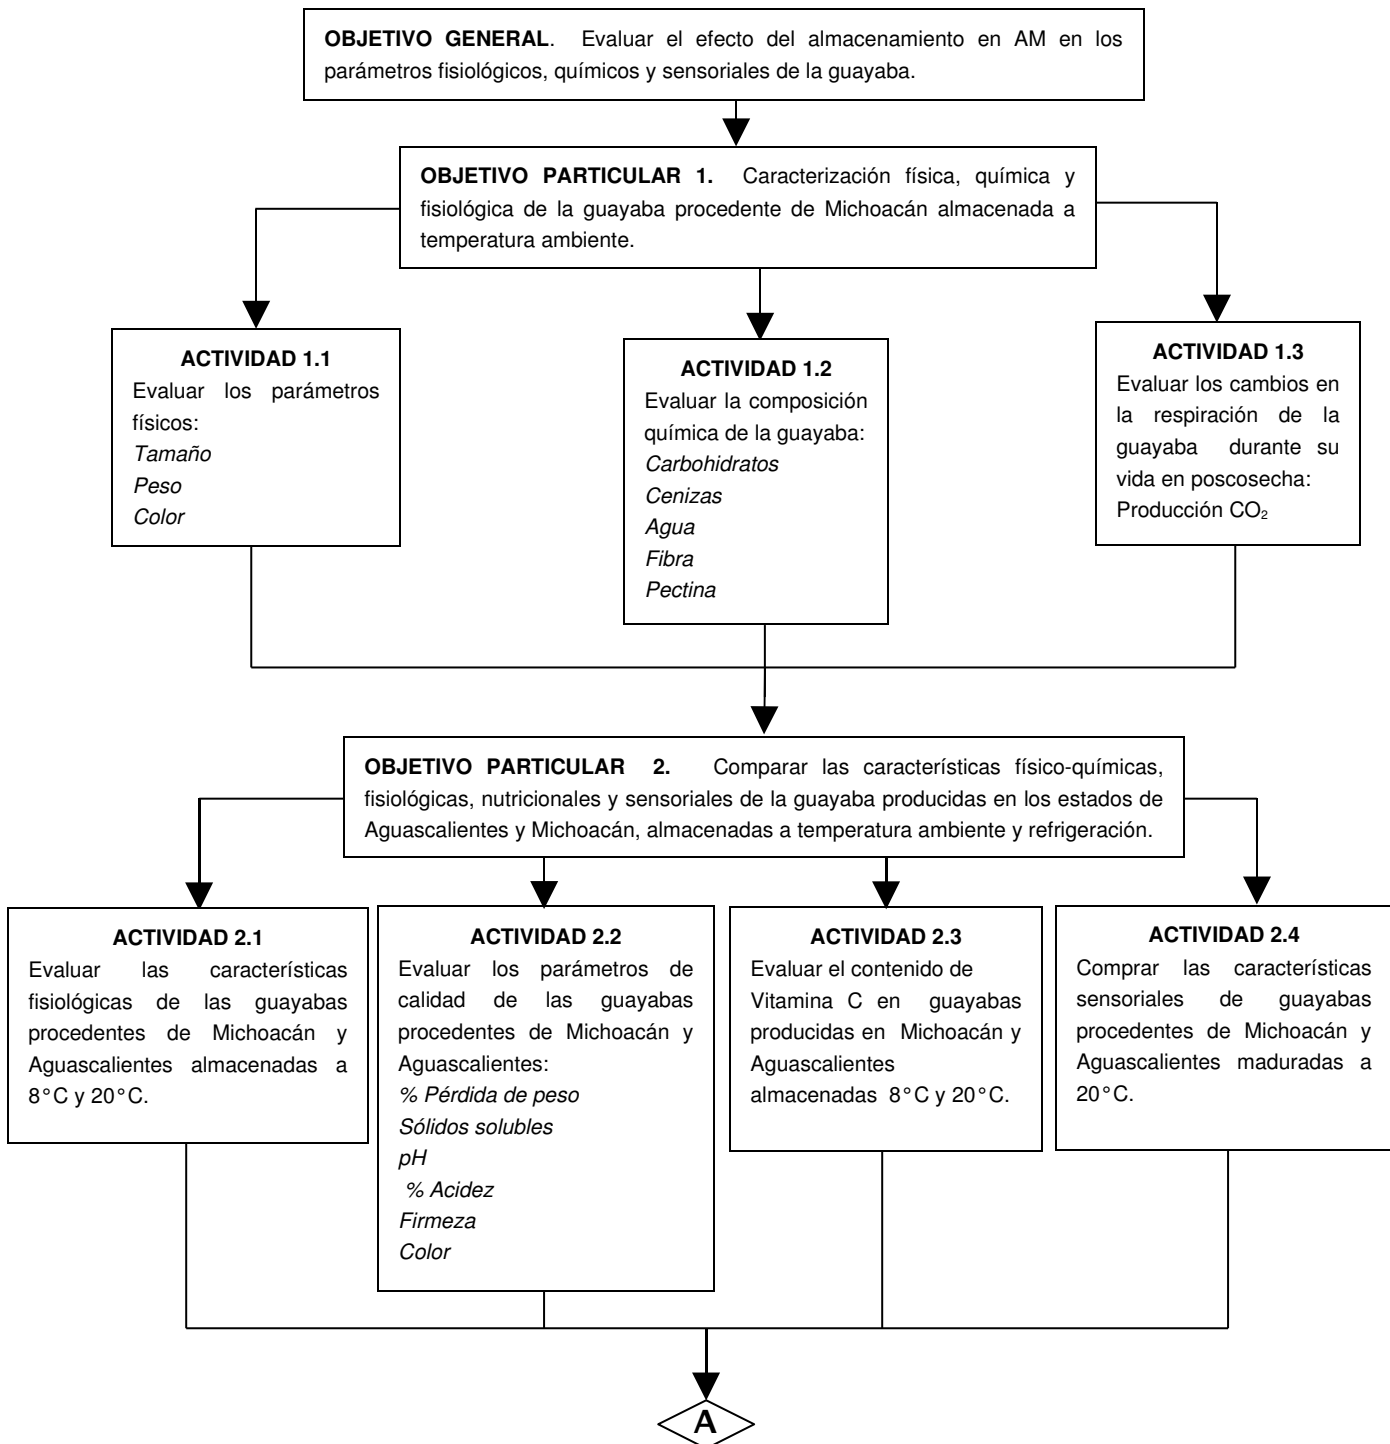 OBJETIVO GENERAL. Evaluar el efecto del almacenamiento en AM en los
parámetros fisiológicos, químicos y sensoriales de la guayaba.
OBJETIVO PARTICULAR 1. Caracterización física, química y
fisiológica de la guayaba procedente de Michoacán almacenada a
temperatura ambiente.
ACTIVIDAD 1.1
Evaluar los parámetros
físicos:
Tamaño
Peso
Color
ACTIVIDAD 1.2
Evaluar la composición
química de la guayaba:
Carbohidratos
Cenizas
Agua
Fibra
Pectina
ACTIVIDAD 1.3
Evaluar los cambios en
la respiración de la
guayaba durante su
vida en poscosecha:
Producción CO₂
OBJETIVO PARTICULAR 2. Comparar las características físico-químicas,
fisiológicas, nutricionales y sensoriales de la guayaba producidas en los estados de
Aguascalientes y Michoacán, almacenadas a temperatura ambiente y refrigeración.
ACTIVIDAD 2.1
Evaluar las características
fisiológicas de las guayabas
procedentes de Michoacán y
Aguascalientes almacenadas a
8°C y 20°C.
ACTIVIDAD 2.2
Evaluar los parámetros de
calidad de las guayabas
procedentes de Michoacán y
Aguascalientes:
% Pérdida de peso
Sólidos solubles
pH
% Acidez
Firmeza
Color
ACTIVIDAD 2.3
Evaluar el contenido de
Vitamina C en guayabas
producidas en Michoacán y
Aguascalientes
almacenadas 8°C y 20°C.
ACTIVIDAD 2.4
Comprar las características
sensoriales de guayabas
procedentes de Michoacán y
Aguascalientes maduradas a
20°C.
A